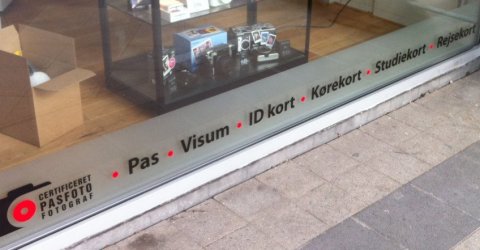 CERTIFICERET
PASFOTO
FOTOGRAF
• Pas • Visum • ID kort • Kørekort • Studiekort • Rejsekort